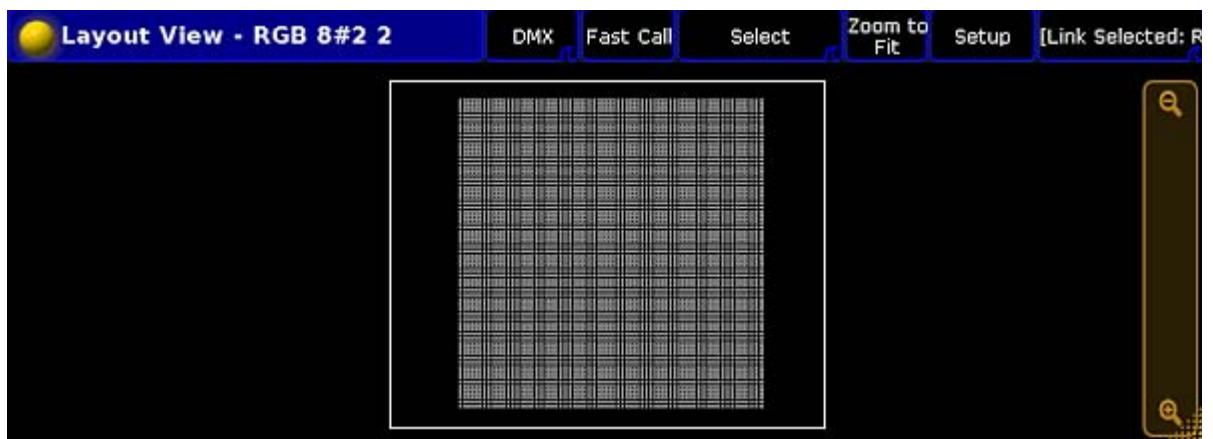 Layout View - RGB 8#2 2
DMX
Fast Call
Select
Zoom to
Fit
Setup
[Link Selected: R